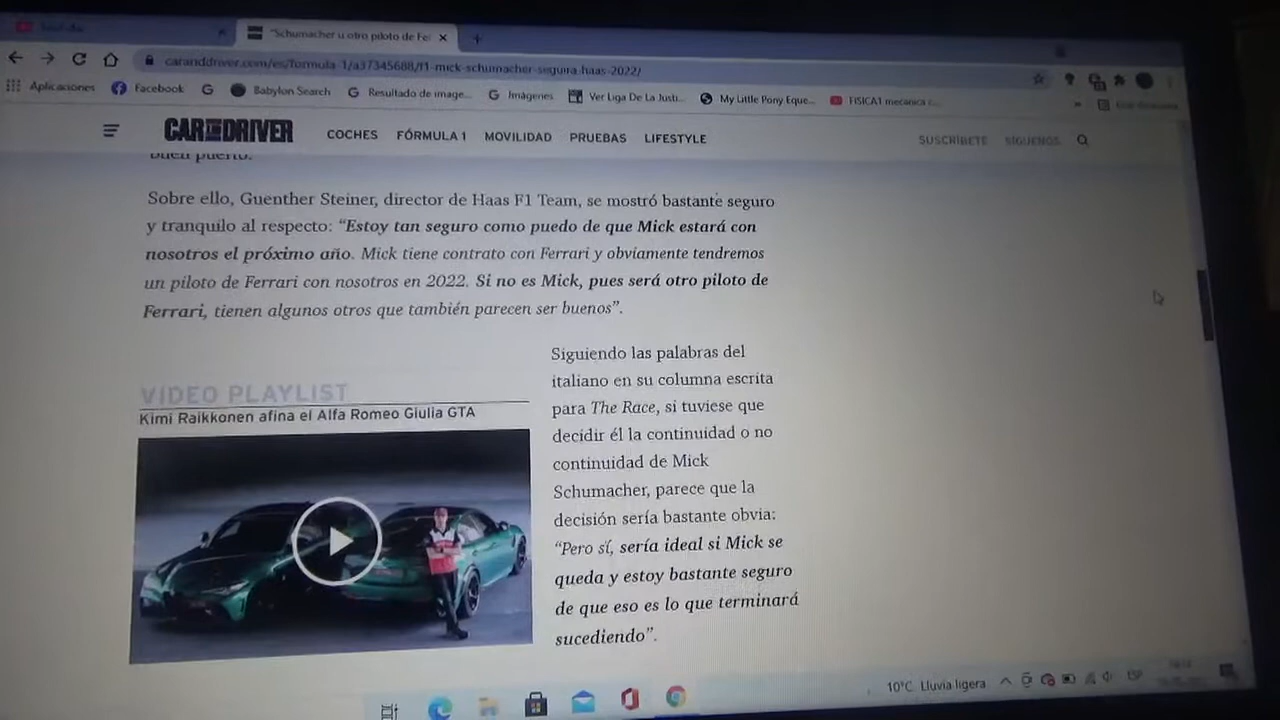 YouTube
"Schumacher u otro piloto de Fer
caranddriver.com/es/formula-1/a37345688/f1-mick-schumacher-seguira-haas-2022/
Aplicaciones
Facebook
Babylon Search
Resultado de image...
Imágenes
Ver Liga De La Justi...
My Little Pony Eque...
FISICA1 mecanica c...
CAR AND DRIVER
COCHES
FÓRMULA 1
MOVILIDAD
PRUEBAS
LIFESTYLE
SUSCRÍBETE
SÍGUENOS
buen puerto.
Sobre ello, Guenther Steiner, director de Haas F1 Team, se mostró bastante seguro
y tranquilo al respecto: “Estoy tan seguro como puedo de que Mick estará con
nosotros el próximo año. Mick tiene contrato con Ferrari y obviamente tendremos
un piloto de Ferrari con nosotros en 2022. Si no es Mick, pues será otro piloto de
Ferrari, tienen algunos otros que también parecen ser buenos”.
VÍDEO PLAYLIST
Kimi Raikkonen afina el Alfa Romeo Giulia GTA
Siguiendo las palabras del
italiano en su columna escrita
para The Race, si tuviese que
decidir él la continuidad o no
continuidad de Mick
Schumacher, parece que la
decisión sería bastante obvia:
“Pero sí, sería ideal si Mick se
queda y estoy bastante seguro
de que eso es lo que terminará
sucediendo”.
10°C Lluvia ligera
ESP